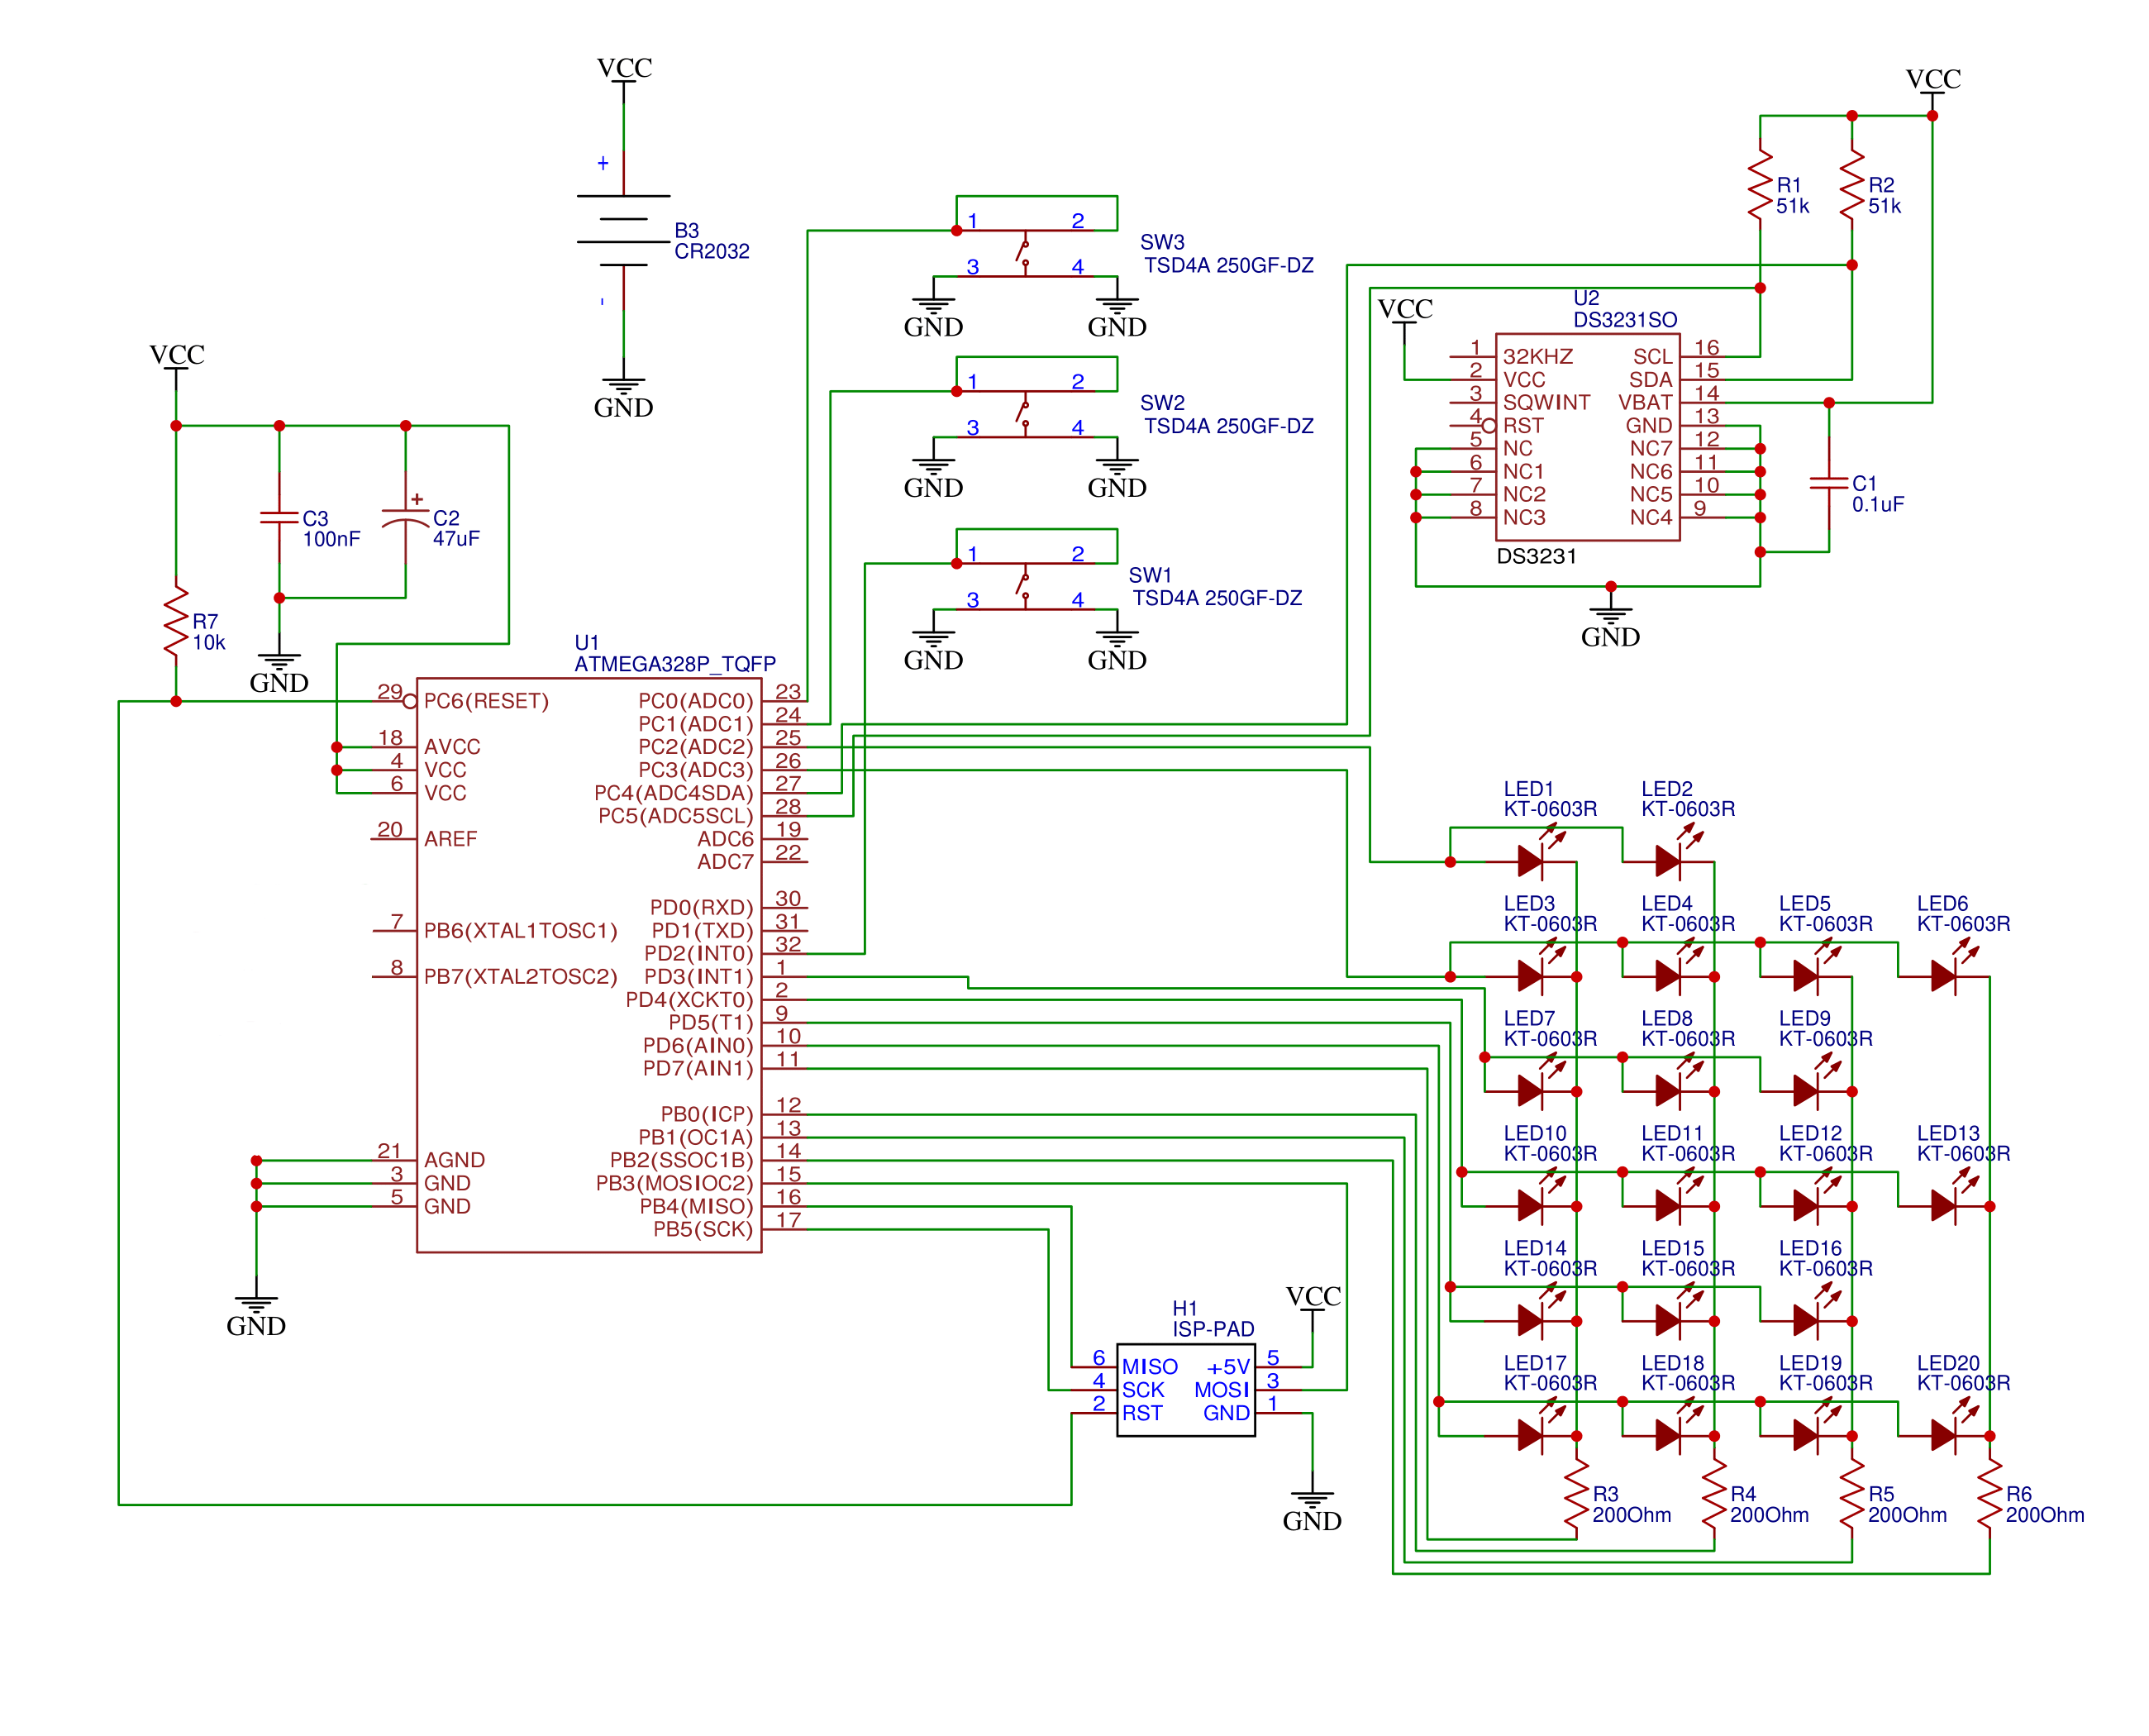 VCC
+
B3
CR2032
-
GND
VCC
C3
100nF
+
C2
47uF
R7
10k
GND
1
2
3
4
SW3
TSD4A 250GF-DZ
GND
GND
1
2
3
4
SW2
TSD4A 250GF-DZ
GND
GND
1
2
3
4
SW1
TSD4A 250GF-DZ
GND
GND
VCC
R1
51k
R2
51k
VCC
U2
DS3231SO
1 32KHZ
2 VCC
3 SQWINT
4 RST
5 NC
6 NC1
7 NC2
8 NC3
SCL 16
SDA 15
VBAT 14
GND 13
NC7 12
NC6 11
NC5 10
NC4 9
DS3231
C1
0.1uF
GND
U1
ATMEGA328P_TQFP
29 PC6(RESET)
18 AVCC
4 VCC
6 VCC
20 AREF
7 PB6(XTAL1TOSC1)
8 PB7(XTAL2TOSC2)
21 AGND
3 GND
5 GND
GND
PC0(ADC0) 23
PC1(ADC1) 24
PC2(ADC2) 25
PC3(ADC3) 26
PC4(ADC4SDA) 27
PC5(ADC5SCL) 28
ADC6 19
ADC7 22
PD0(RXD) 30
PD1(TXD) 31
PD2(INT0) 32
PD3(INT1) 1
PD4(XCKT0) 2
PD5(T1) 9
PD6(AIN0) 10
PD7(AIN1) 11
PB0(ICP) 12
PB1(OC1A) 13
PB2(SSOC1B) 14
PB3(MOSIOC2) 15
PB4(MISO) 16
PB5(SCK) 17
H1
ISP-PAD
6 MISO
4 SCK
2 RST
+5V 5
MOSI 3
GND 1
VCC
GND
LED1
KT-0603R
LED2
KT-0603R
LED3
KT-0603R
LED4
KT-0603R
LED5
KT-0603R
LED6
KT-0603R
LED7
KT-0603R
LED8
KT-0603R
LED9
KT-0603R
LED10
KT-0603R
LED11
KT-0603R
LED12
KT-0603R
LED13
KT-0603R
LED14
KT-0603R
LED15
KT-0603R
LED16
KT-0603R
LED17
KT-0603R
LED18
KT-0603R
LED19
KT-0603R
LED20
KT-0603R
R3
200Ohm
R4
200Ohm
R5
200Ohm
R6
200Ohm